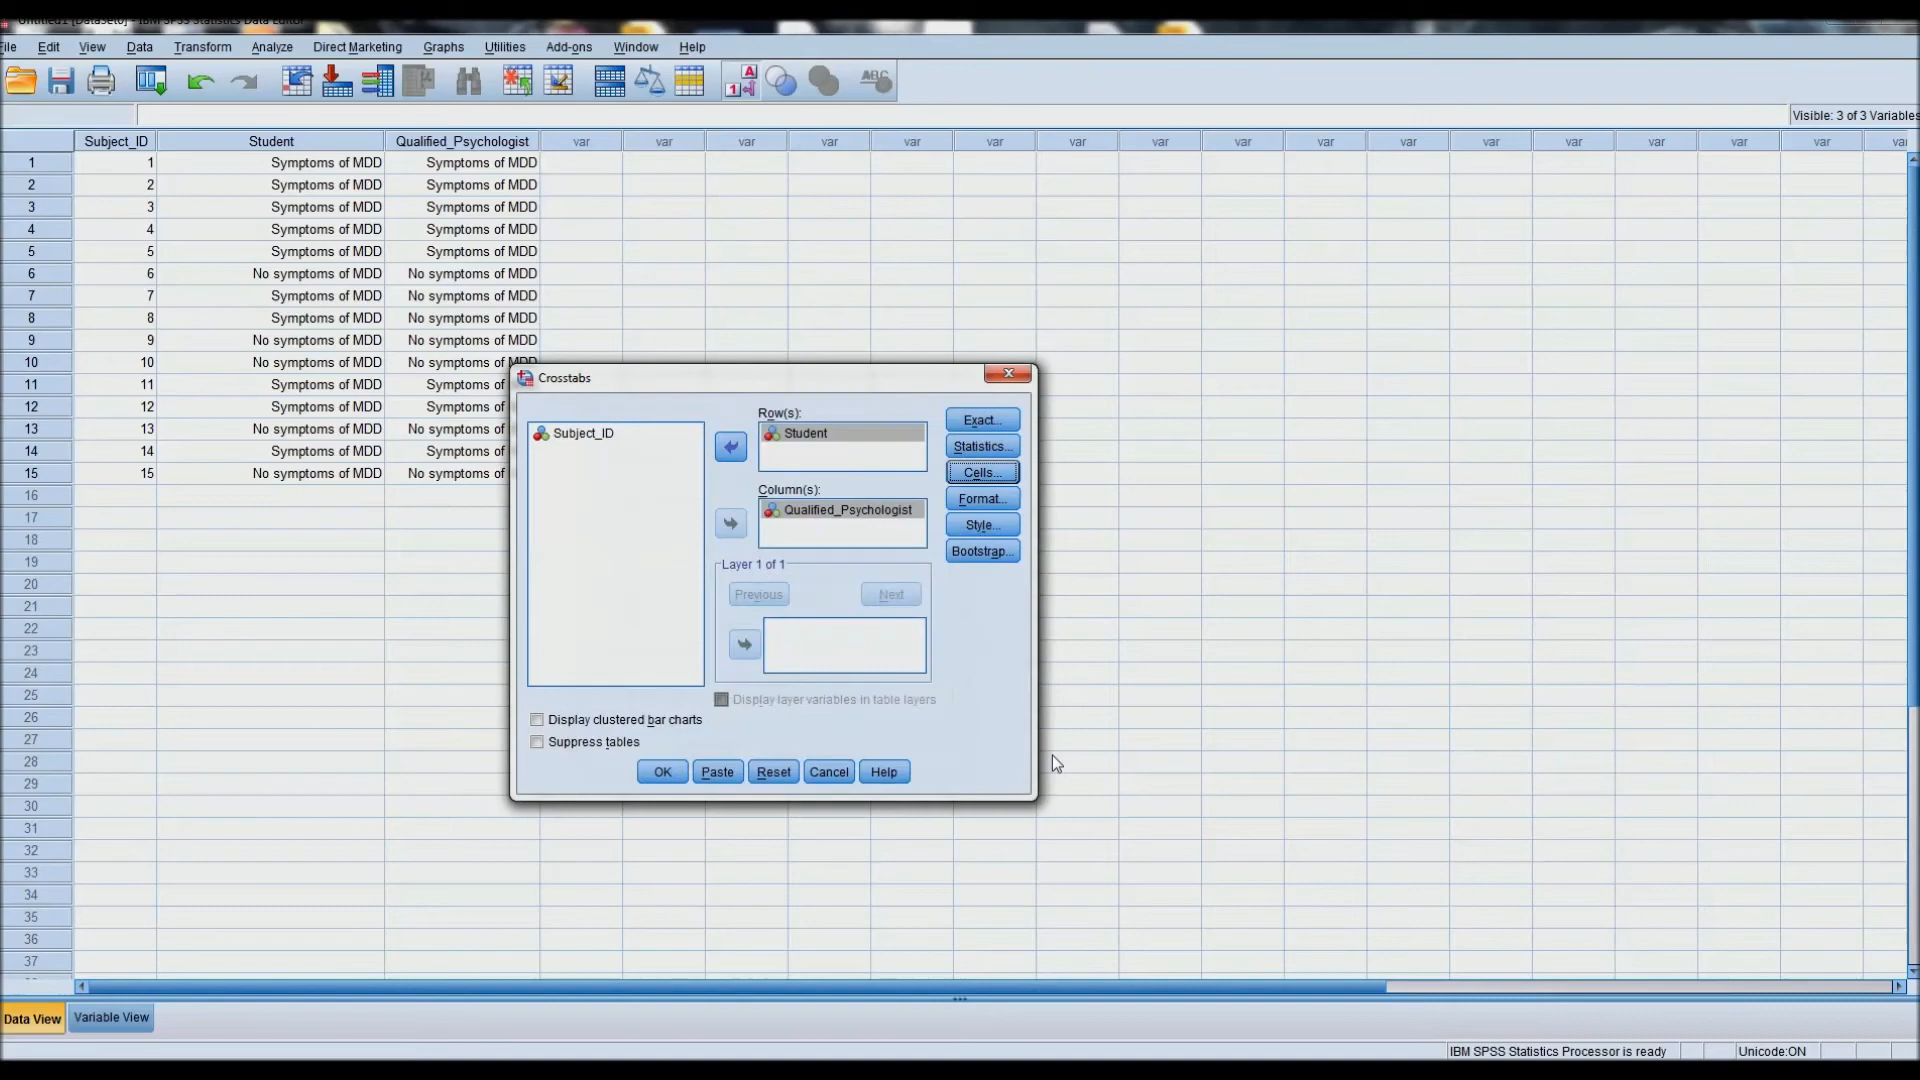 Untitled1 [DataSet0] - IBM SPSS Statistics Data Editor
File Edit View Data Transform Analyze Direct Marketing Graphs Utilities Add-ons Window Help
Visible: 3 of 3 Variables
Subject_ID Student Qualified_Psychologist var var var var var var var var var var var var var var var var
1 1 Symptoms of MDD Symptoms of MDD
2 2 Symptoms of MDD Symptoms of MDD
3 3 Symptoms of MDD Symptoms of MDD
4 4 Symptoms of MDD Symptoms of MDD
5 5 Symptoms of MDD Symptoms of MDD
6 6 No symptoms of MDD No symptoms of MDD
7 7 Symptoms of MDD No symptoms of MDD
8 8 Symptoms of MDD No symptoms of MDD
9 9 No symptoms of MDD No symptoms of MDD
10 10 No symptoms of MDD No symptoms of MDD
11 11 Symptoms of MDD Symptoms of
12 12 Symptoms of MDD Symptoms of
13 13 No symptoms of MDD No symptoms of
14 14 Symptoms of MDD Symptoms of
15 15 No symptoms of MDD No symptoms of
16
17
18
19
20
21
22
23
24
25
26
27
28
29
30
31
32
33
34
35
36
37
Crosstabs
Subject_ID
Row(s):
Student
Column(s):
Qualified_Psychologist
Layer 1 of 1
Previous Next
Display layer variables in table layers
Exact...
Statistics...
Cells...
Format...
Style...
Bootstrap...
Display clustered bar charts
Suppress tables
OK Paste Reset Cancel Help
Data View Variable View
IBM SPSS Statistics Processor is ready Unicode:ON